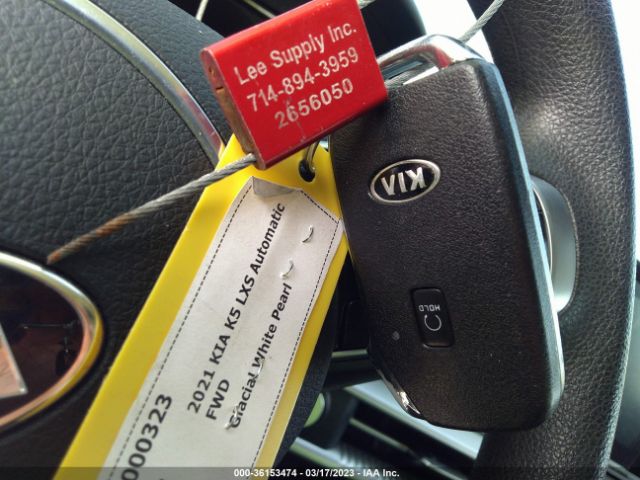 Lee Supply Inc.
714-894-3959
2656050
KIA
HOLD
2021 KIA K5 LXS Automatic
FWD
Glacial White Pearl
000323
000-36153474 - 03/17/2023 - IAA Inc.